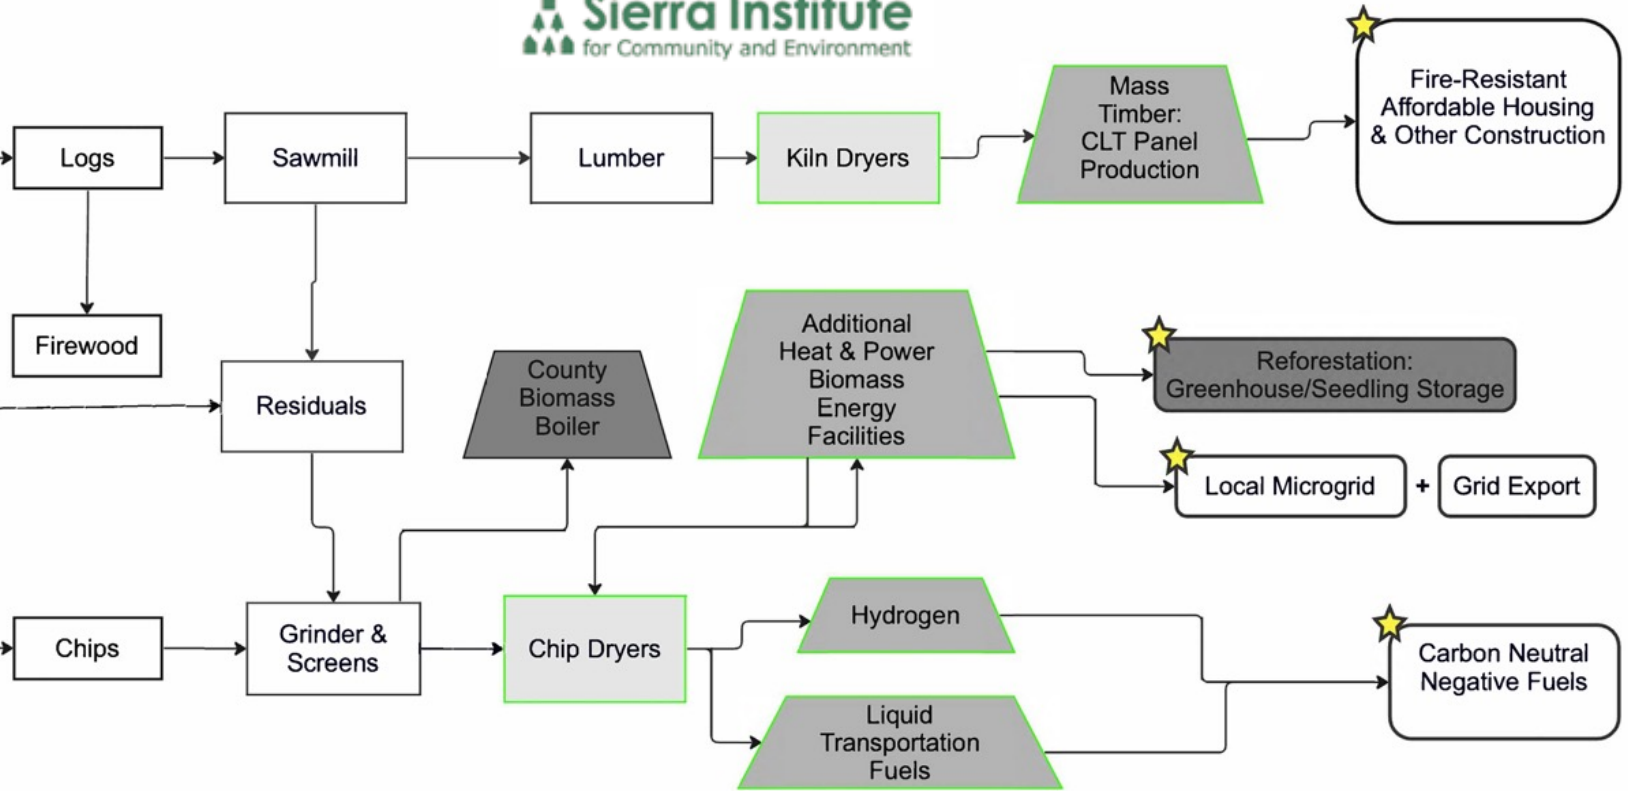 Sierra Institute
for Community and Environment
Logs
Sawmill
Lumber
Kiln Dryers
Mass
Timber:
CLT Panel
Production
Fire-Resistant
Affordable Housing
& Other Construction
Firewood
Residuals
County
Biomass
Boiler
Additional
Heat & Power
Biomass
Energy
Facilities
Reforestation:
Greenhouse/Seedling Storage
Local Microgrid
+
Grid Export
Chips
Grinder &
Screens
Chip Dryers
Hydrogen
Liquid
Transportation
Fuels
Carbon Neutral
Negative Fuels